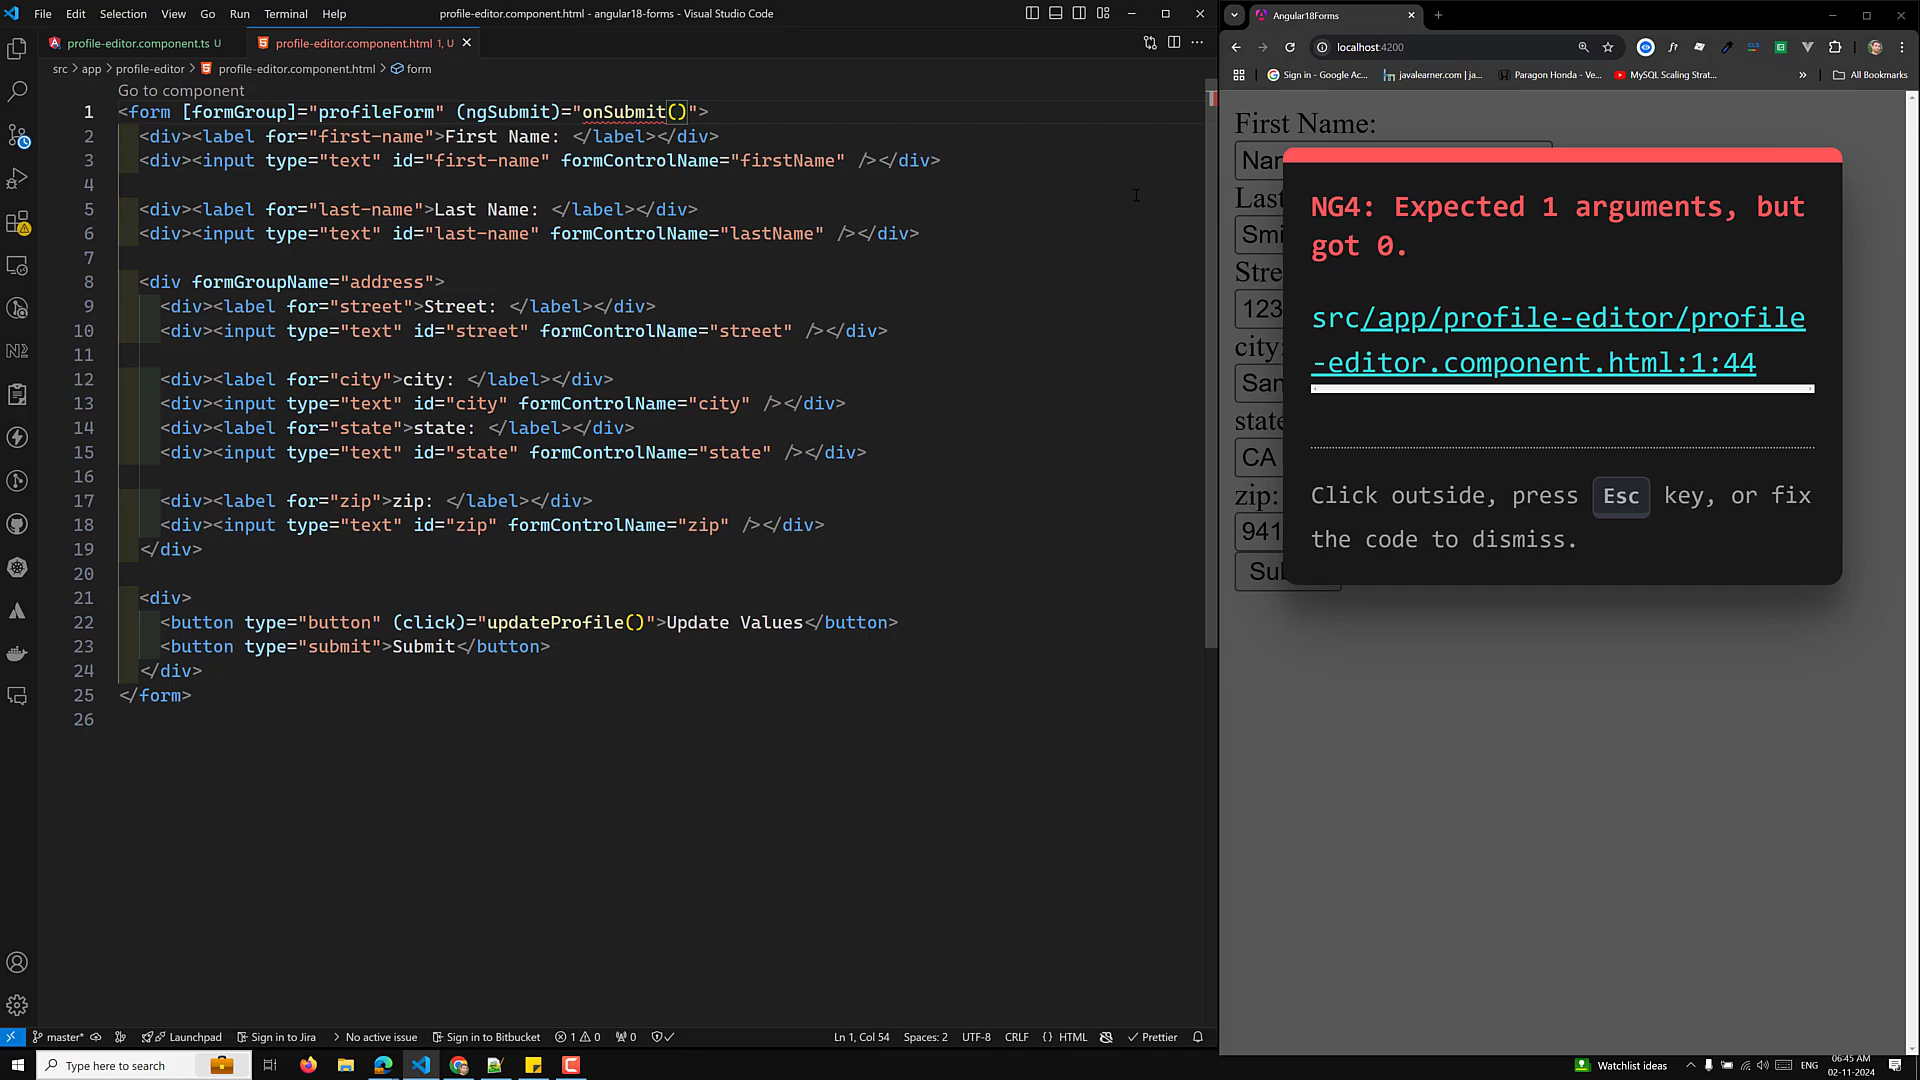 File Edit Selection View Go Run Terminal Help
profile-editor.component.html - angular18-forms - Visual Studio Code
profile-editor.component.ts U
profile-editor.component.html 1, U
src > app > profile-editor > profile-editor.component.html > form
Go to component
1 <form [formGroup]="profileForm" (ngSubmit)="onSubmit()">
2 <div><label for="first-name">First Name: </label></div>
3 <div><input type="text" id="first-name" formControlName="firstName" /></div>
4
5 <div><label for="last-name">Last Name: </label></div>
6 <div><input type="text" id="last-name" formControlName="lastName" /></div>
7
8 <div formGroupName="address">
9 <div><label for="street">Street: </label></div>
10 <div><input type="text" id="street" formControlName="street" /></div>
11
12 <div><label for="city">city: </label></div>
13 <div><input type="text" id="city" formControlName="city" /></div>
14 <div><label for="state">state: </label></div>
15 <div><input type="text" id="state" formControlName="state" /></div>
16
17 <div><label for="zip">zip: </label></div>
18 <div><input type="text" id="zip" formControlName="zip" /></div>
19 </div>
20
21 <div>
22 <button type="button" (click)="updateProfile()">Update Values</button>
23 <button type="submit">Submit</button>
24 </div>
25 </form>
26
master* Launchpad Sign in to Jira No active issue Sign in to Bitbucket 1 0 0
Ln 1, Col 54 Spaces: 2 UTF-8 CRLF {} HTML Prettier
Angular18Forms
localhost:4200
Sign in - Google Ac... javalearner.com | ja... Paragon Honda - Ve... MySQL Scaling Strat... » All Bookmarks
First Name:
Nan
Last
Smi
Stre
123
city:
San
state
CA
zip:
941
Sul
NG4: Expected 1 arguments, but
got 0.
src/app/profile-editor/profile
-editor.component.html:1:44
Click outside, press Esc key, or fix
the code to dismiss.
Type here to search
Watchlist ideas
ENG
06:45 AM
02-11-2024